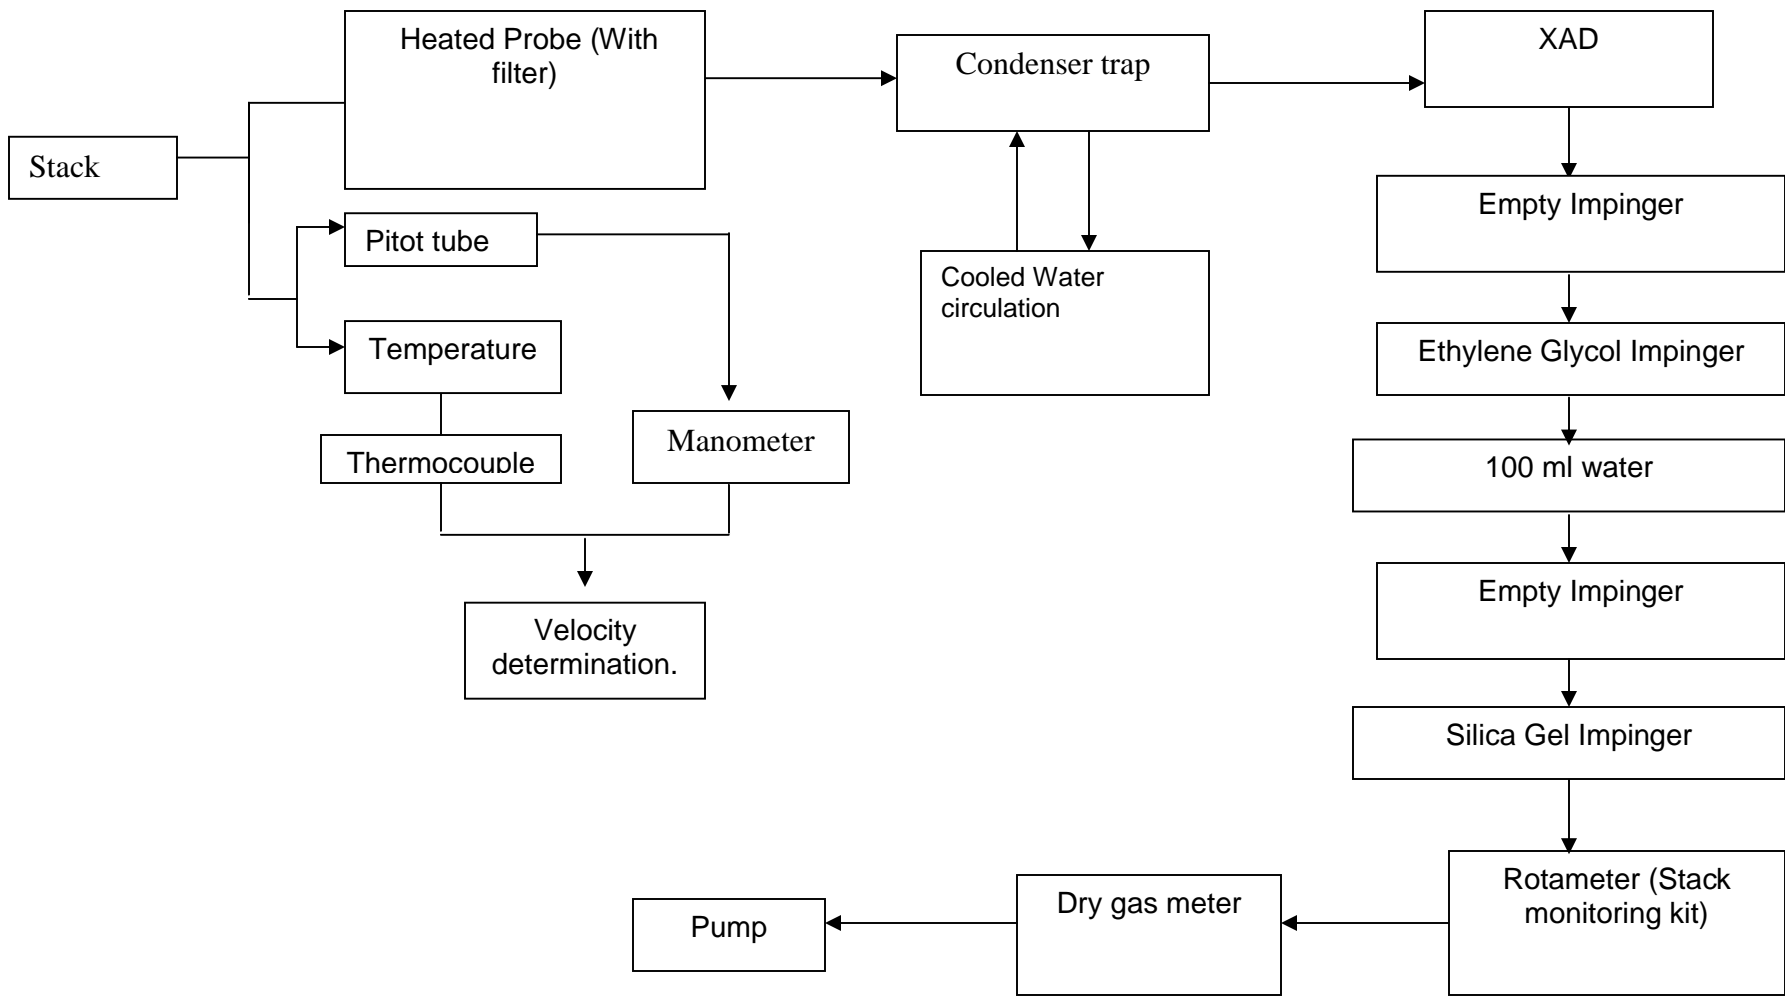 Stack
Heated Probe (With
filter)
Pitot tube
Temperature
Thermocouple
Manometer
Velocity
determination.
Condenser trap
Cooled Water
circulation
XAD
Empty Impinger
Ethylene Glycol Impinger
100 ml water
Empty Impinger
Silica Gel Impinger
Rotameter (Stack
monitoring kit)
Dry gas meter
Pump